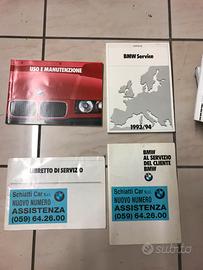 USO E MANUTENZIONE
BMW Service
1993/94
LIBRETTO DI SERVIZIO
Schiatti Car s.r.l.
NUOVO NUMERO
ASSISTENZA
(059) 64.26.00
BMW
AL SERVIZIO
DEL CLIENTE
BMW
Schiatti Car s.r.l.
NUOVO NUMERO
ASSISTENZA
(059) 64.26.00
subito